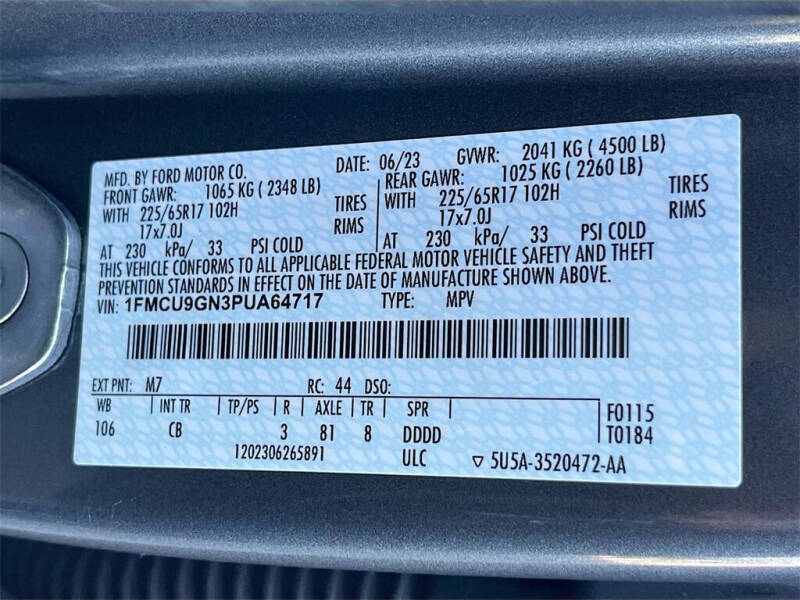 MFD. BY FORD MOTOR CO. DATE: 06/23 GVWR: 2041 KG ( 4500 LB)
FRONT GAWR: 1065 KG ( 2348 LB) REAR GAWR: 1025 KG ( 2260 LB)
WITH 225/65R17 102H TIRES WITH 225/65R17 102H TIRES
17x7.0J RIMS 17x7.0J RIMS
AT 230 kPa/ 33 PSI COLD AT 230 kPa/ 33 PSI COLD
THIS VEHICLE CONFORMS TO ALL APPLICABLE FEDERAL MOTOR VEHICLE SAFETY AND THEFT
PREVENTION STANDARDS IN EFFECT ON THE DATE OF MANUFACTURE SHOWN ABOVE.
VIN: 1FMCU9GN3PUA64717 TYPE: MPV
EXT PNT: M7 RC: 44 DSO:
WB INT TR TP/PS R AXLE TR SPR F0115
106 CB 3 81 8 DDDD T0184
1202306265891 ULC ▽ 5U5A-3520472-AA